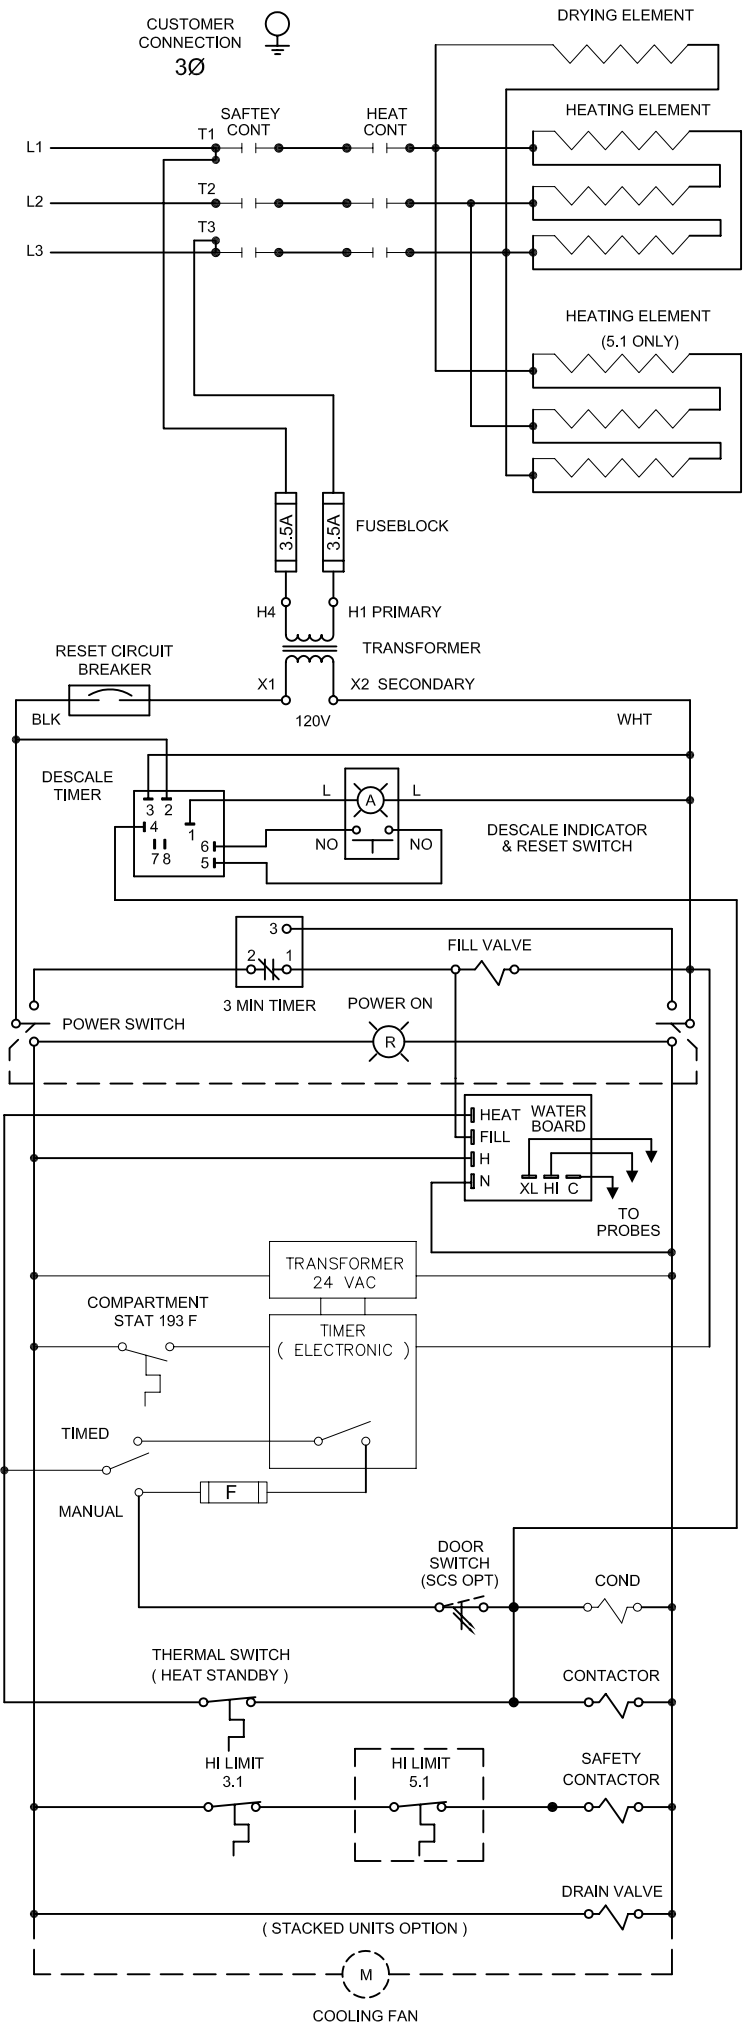 CUSTOMER
CONNECTION
3Ø
DRYING ELEMENT
SAFTEY
CONT
HEAT
CONT
HEATING ELEMENT
T1
L1
T2
L2
T3
L3
HEATING ELEMENT
(5.1 ONLY)
3.5A
3.5A
FUSEBLOCK
H4
H1 PRIMARY
TRANSFORMER
RESET CIRCUIT
BREAKER
X1
X2 SECONDARY
BLK
120V
WHT
DESCALE
TIMER
3
2
4
1
7
8
6
5
L
A
L
NO
NO
DESCALE INDICATOR
& RESET SWITCH
3
2
1
3 MIN TIMER
FILL VALVE
POWER SWITCH
POWER ON
R
HEAT
FILL
H
N
WATER
BOARD
XL
HI
C
TO
PROBES
TRANSFORMER
24 VAC
COMPARTMENT
STAT 193 F
TIMER
( ELECTRONIC )
TIMED
MANUAL
F
DOOR
SWITCH
(SCS OPT)
COND
THERMAL SWITCH
( HEAT STANDBY )
CONTACTOR
HI LIMIT
3.1
HI LIMIT
5.1
SAFETY
CONTACTOR
DRAIN VALVE
( STACKED UNITS OPTION )
M
COOLING FAN